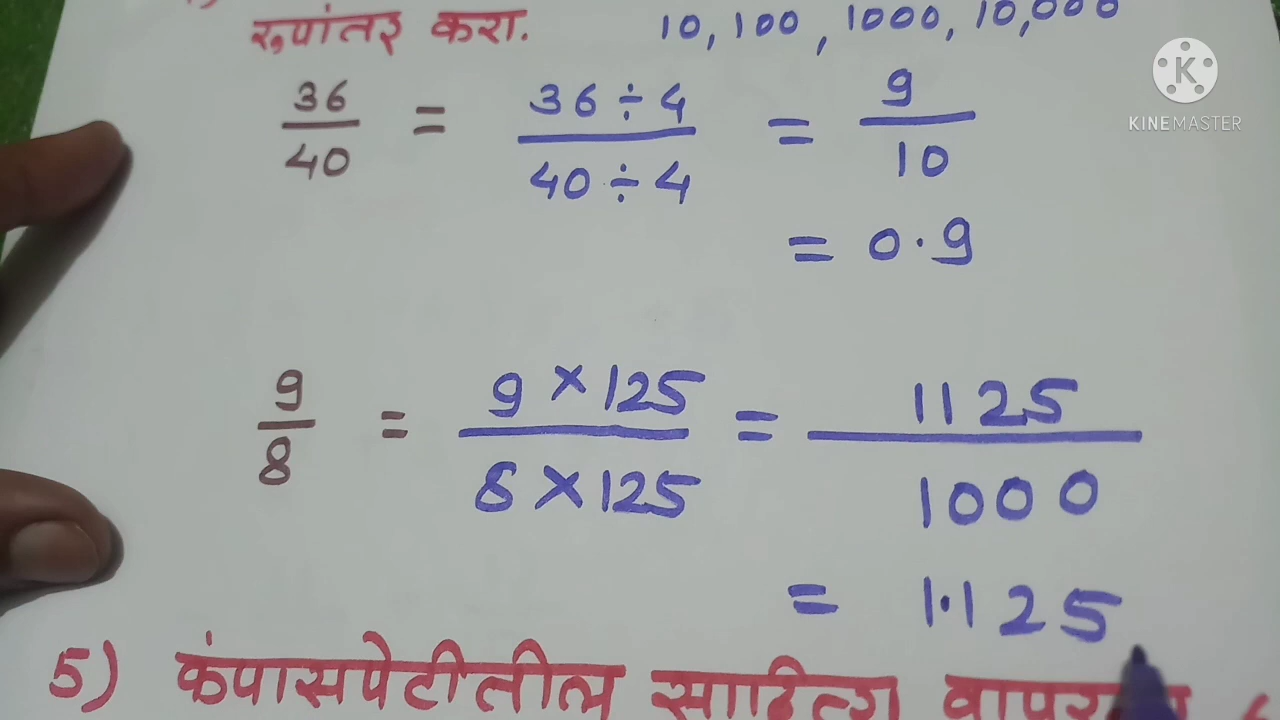 रुपांतर करा. 10, 100, 1000, 10,000
36/40 = 36 ÷ 4 / 40 ÷ 4 = 9/10
= 0.9
9/8 = 9 × 125 / 8 × 125 = 1125/1000
= 1.125
5) कंपासपेटीतील साहित्य
K
KINEMASTER